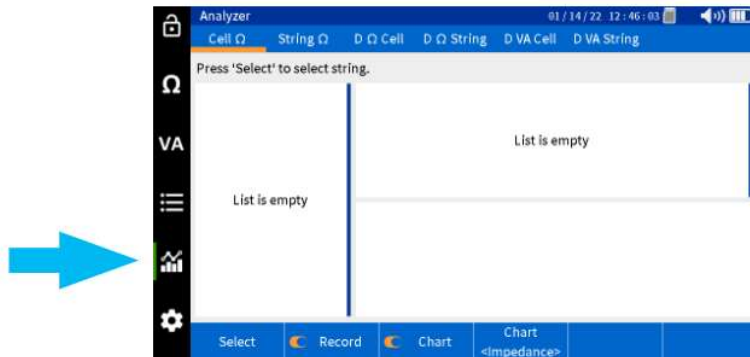 Analyzer
01/14/22 12:46:03
Cell Ω String Ω D Ω Cell D Ω String D VA Cell D VA String
Press 'Select' to select string.
Ω
List is empty
VA
List is empty
Select Record Chart Chart
<Impedance>